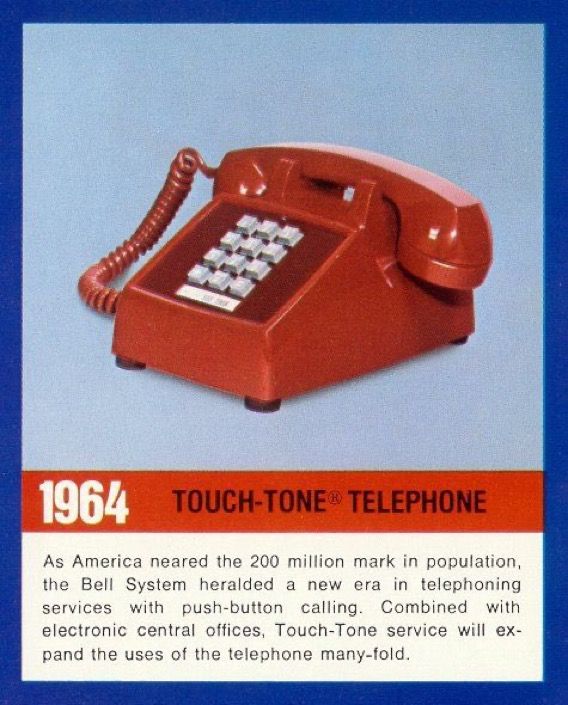 1964 TOUCH-TONE® TELEPHONE
As America neared the 200 million mark in population,
the Bell System heralded a new era in telephoning
services with push-button calling. Combined with
electronic central offices, Touch-Tone service will ex-
pand the uses of the telephone many-fold.